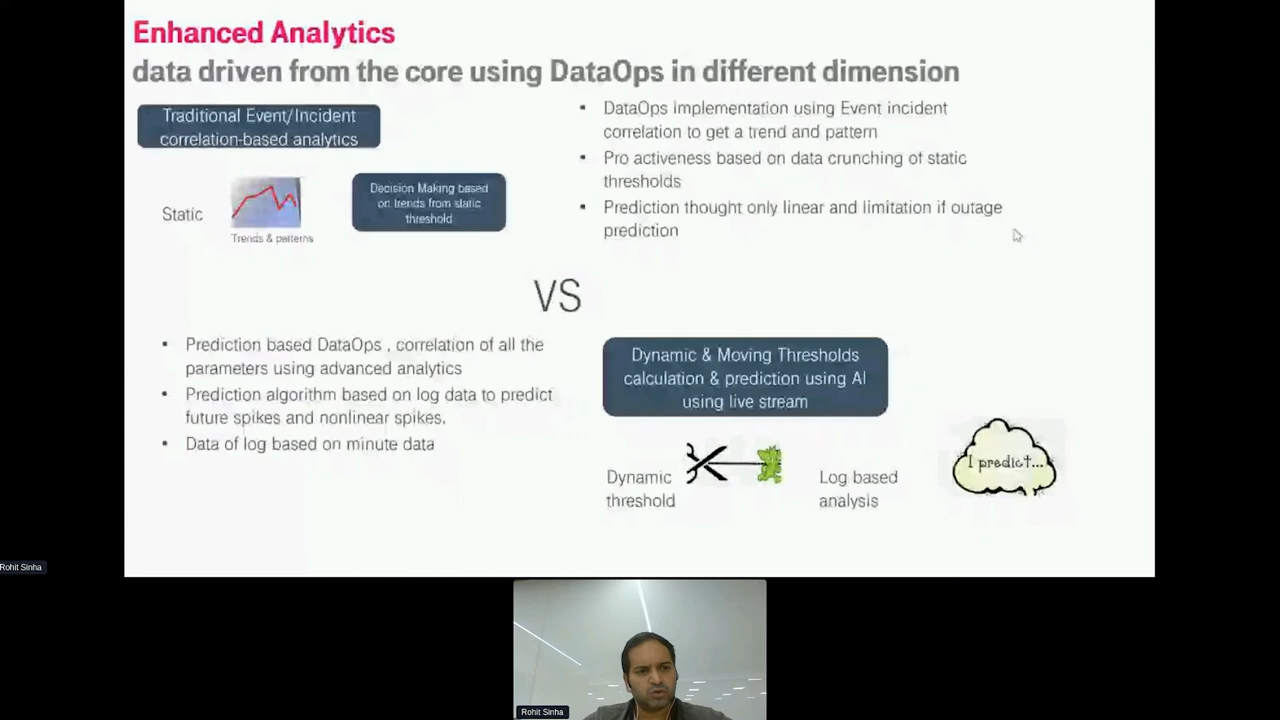 Enhanced Analytics
data driven from the core using DataOps in different dimension
Traditional Event/Incident
correlation-based analytics
Static
Trends & patterns
Decision Making based
on trends from static
threshold
• DataOps Implementation using Event incident
correlation to get a trend and pattern
• Pro activeness based on data crunching of static
thresholds
• Prediction thought only linear and limitation if outage
prediction
VS
• Prediction based DataOps , correlation of all the
parameters using advanced analytics
• Prediction algorithm based on log data to predict
future spikes and nonlinear spikes.
• Data of log based on minute data
Dynamic & Moving Thresholds
calculation & prediction using AI
using live stream
Dynamic
threshold
Log based
analysis
I predict...
Rohit Sinha
Rohit Sinha